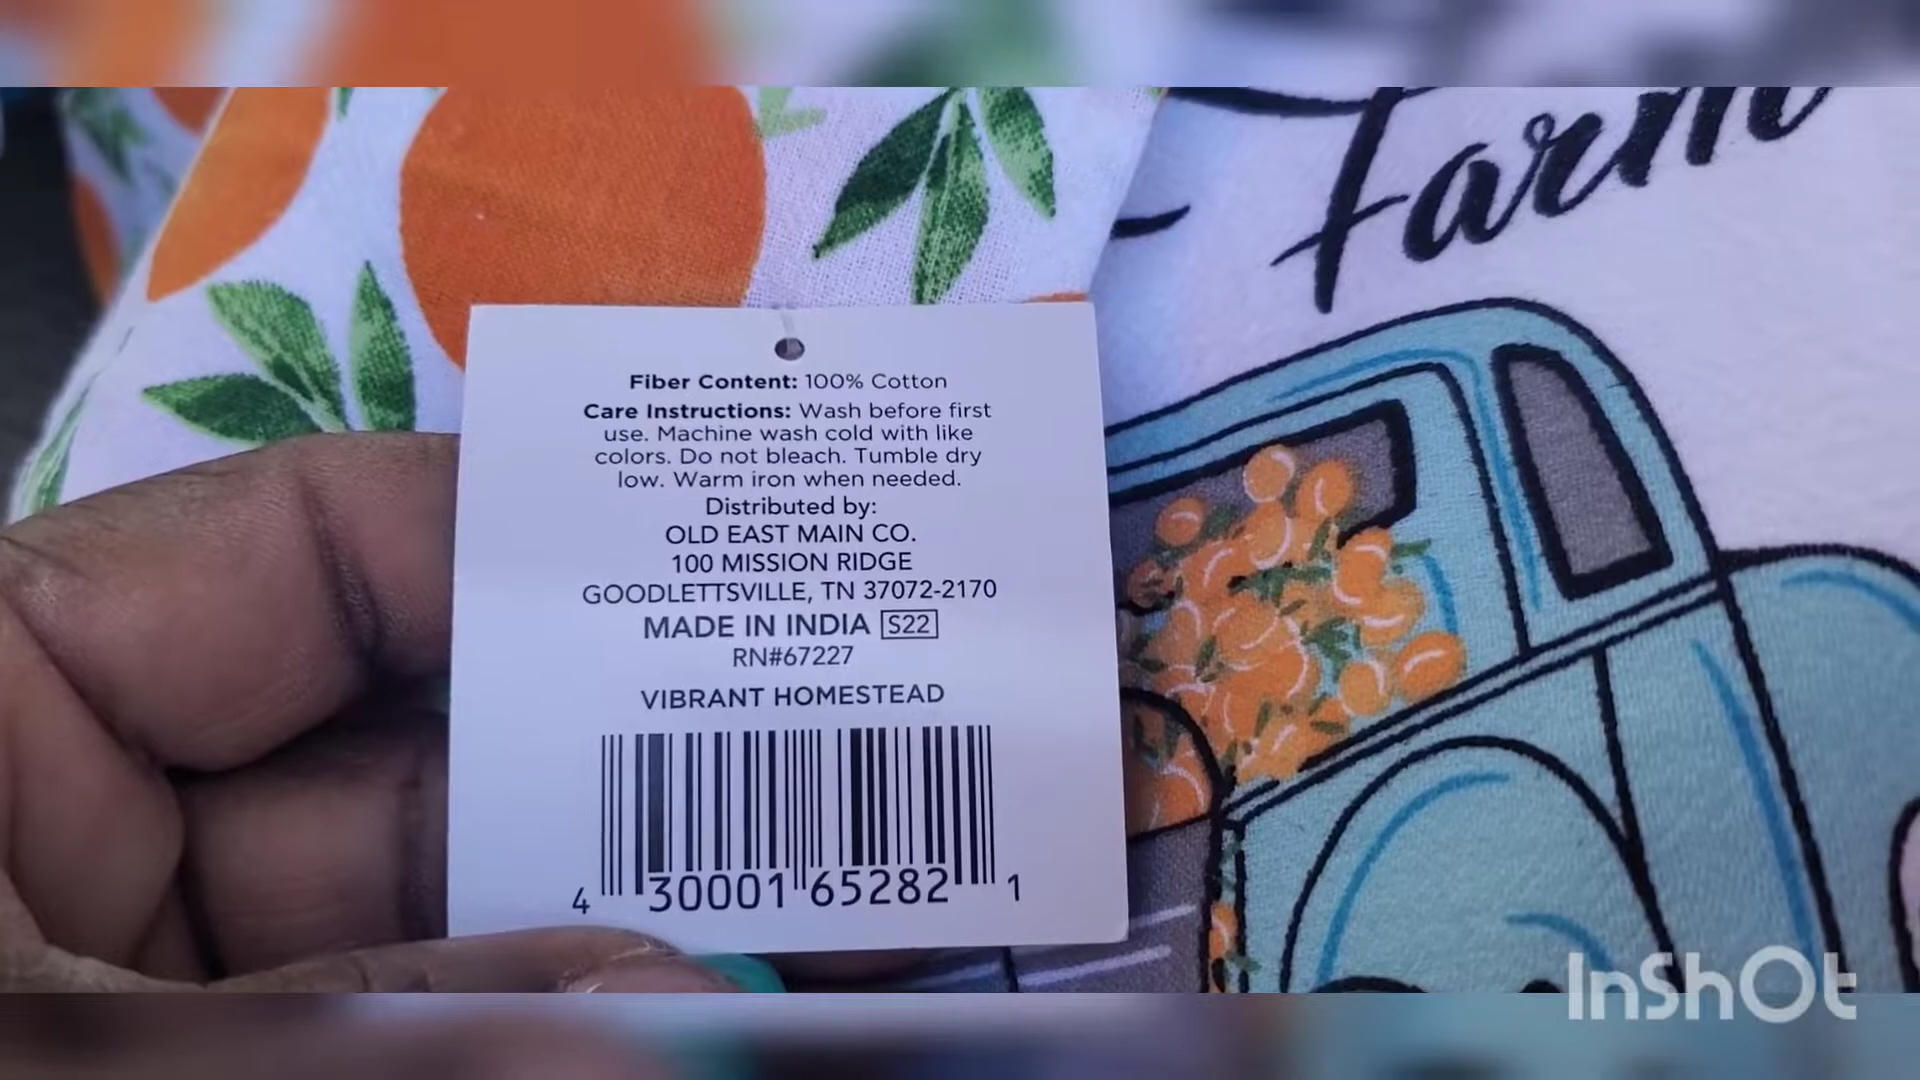 Farm
Fiber Content: 100% Cotton
Care Instructions: Wash before first
use. Machine wash cold with like
colors. Do not bleach. Tumble dry
low. Warm iron when needed.
Distributed by:
OLD EAST MAIN CO.
100 MISSION RIDGE
GOODLETTSVILLE, TN 37072-2170
MADE IN INDIA S22
RN#67227
VIBRANT HOMESTEAD
4 30001 65282 1
InShOt